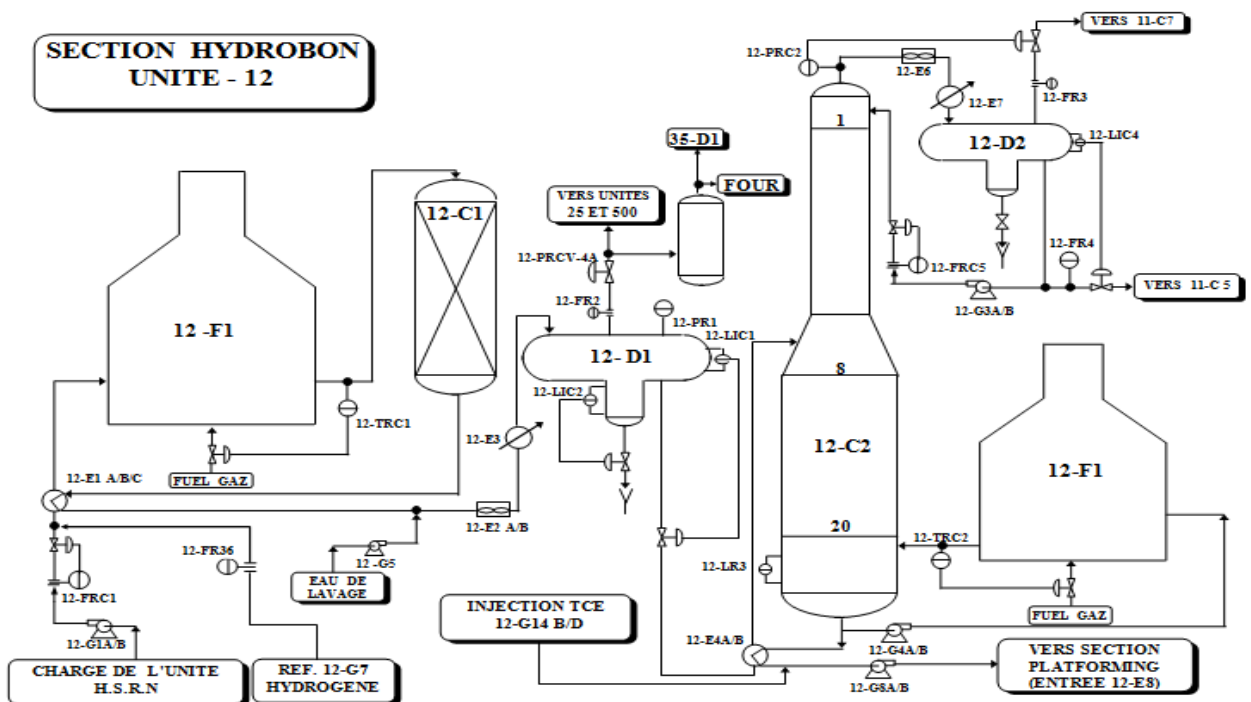 SECTION HYDROBON
UNITE - 12
VERS 11-C7
12-PRC2
12-E6
12-FR3
12-E7
1
12-D2
12-LIC4
35-D1
FOUR
VERS UNITES
25 ET 500
12-C1
12-PRCV-4A
12-FR2
12-PR1
12-LIC1
12-FRC5
12-FR4
12-G3A/B
VERS 11-C 5
12 -F1
12- D1
8
12-LIC2
12-TRC1
12-E3
12-C2
12-F1
FUEL GAZ
12-E1 A/B/C
12-E2 A/B
20
12-TRC2
12-FR36
12 -G5
EAU DE
LAVAGE
12-LR3
12-FRC1
FUEL GAZ
INJECTION TCE
12-G14 B/D
12-G1A/B
12-E4A/B
12-G4A/B
CHARGE DE L'UNITE
H.S.R.N
REF. 12-G7
HYDROGENE
12-G8A/B
VERS SECTION
PLATFORMING
(ENTREE 12-E8)